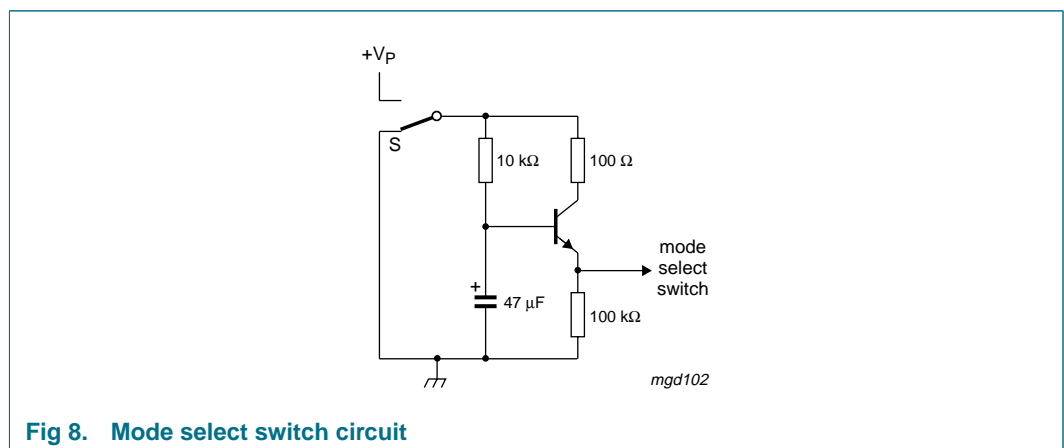 +VP
S
10 kΩ
100 Ω
mode
select
switch
+
47 μF
100 kΩ
mgd102
Fig 8. Mode select switch circuit